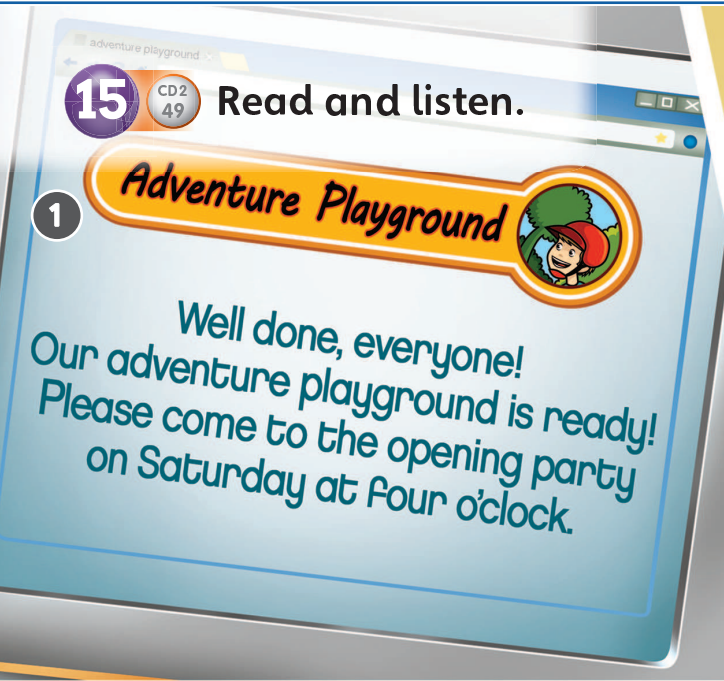 adventure playground
15 CD2 49 Read and listen.
1
Adventure Playground
Well done, everyone!
Our adventure playground is ready!
Please come to the opening party
on Saturday at four o'clock.